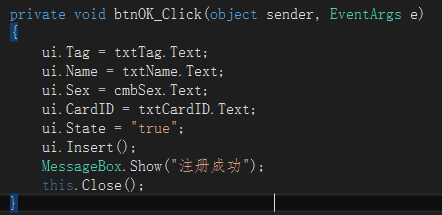 private void btnOK_Click(object sender, EventArgs e)
{
ui.Tag = txtTag.Text;
ui.Name = txtName.Text;
ui.Sex = cmbSex.Text;
ui.CardID = txtCardID.Text;
ui.State = "true";
ui.Insert();
MessageBox.Show("注册成功");
this.Close();
}